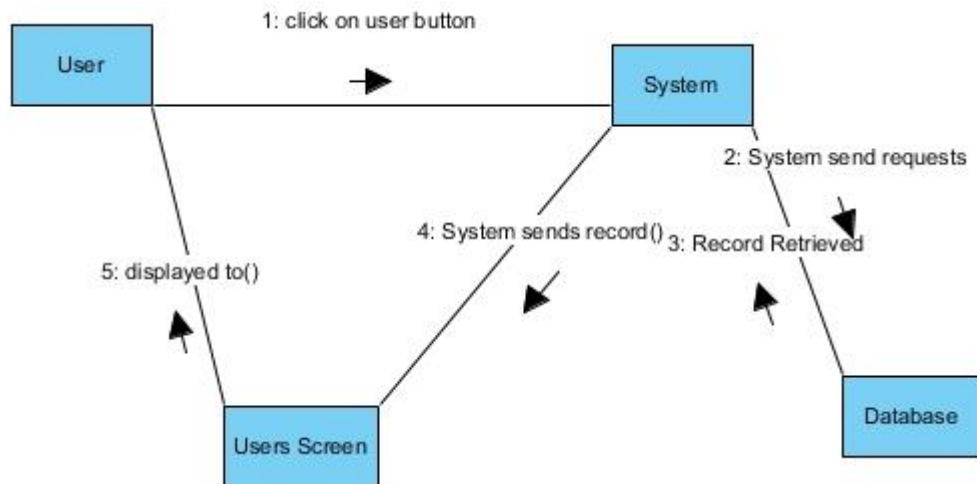 1: click on user button
User
System
2: System send requests
4: System sends record()
3: Record Retrieved
5: displayed to()
Database
Users Screen